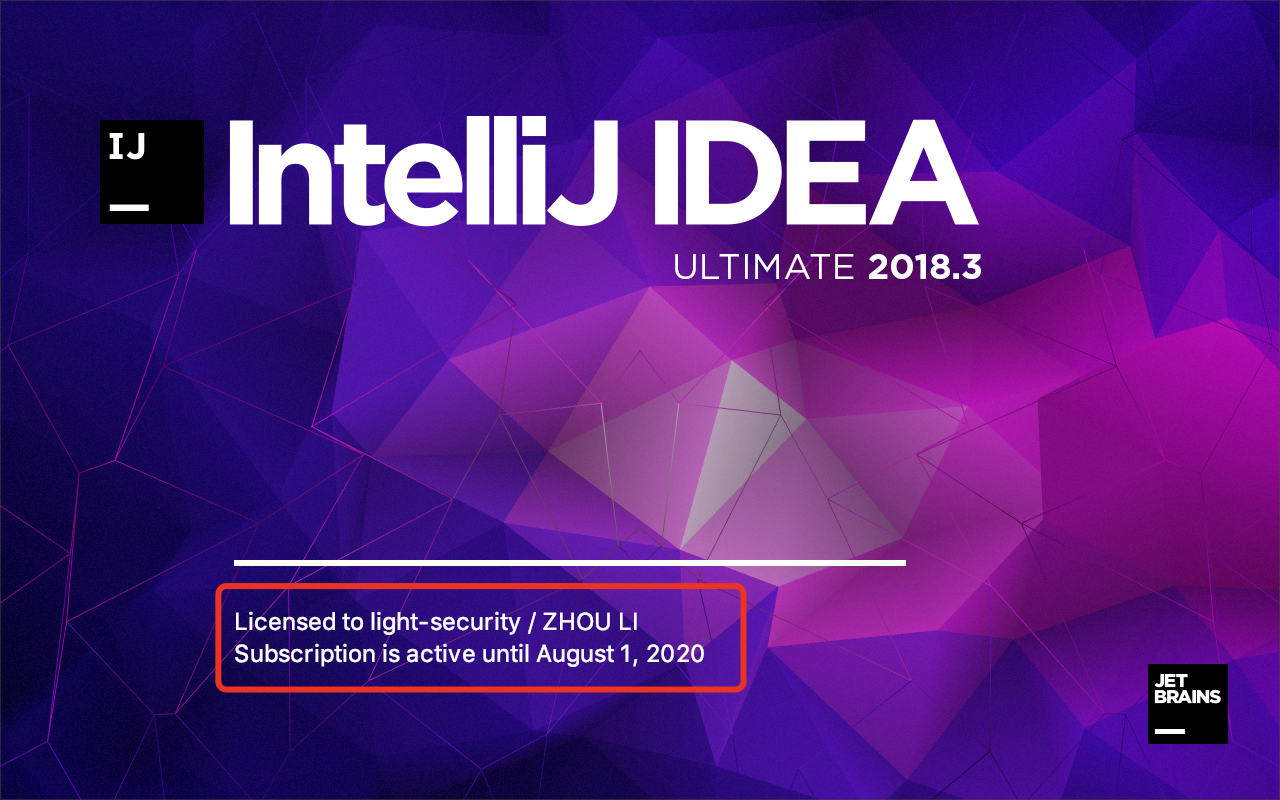 IJ
IntelliJ IDEA
ULTIMATE 2018.3
Licensed to light-security / ZHOU LI
Subscription is active until August 1, 2020
JET
BRAINS